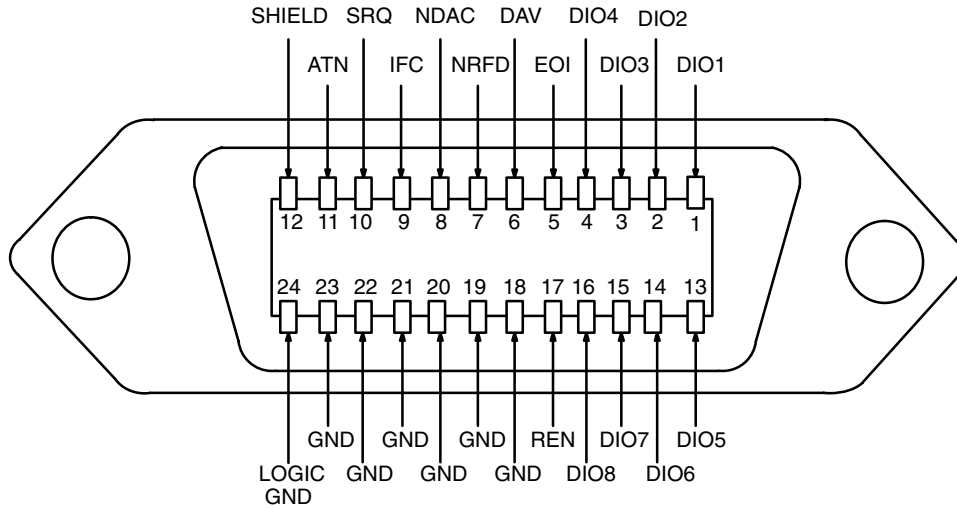 SHIELD SRQ NDAC DAV DIO4 DIO2
ATN IFC NRFD EOI DIO3 DIO1
12 11 10 9 8 7 6 5 4 3 2 1
24 23 22 21 20 19 18 17 16 15 14 13
GND GND GND REN DIO7 DIO5
LOGIC GND GND GND DIO8 DIO6
GND